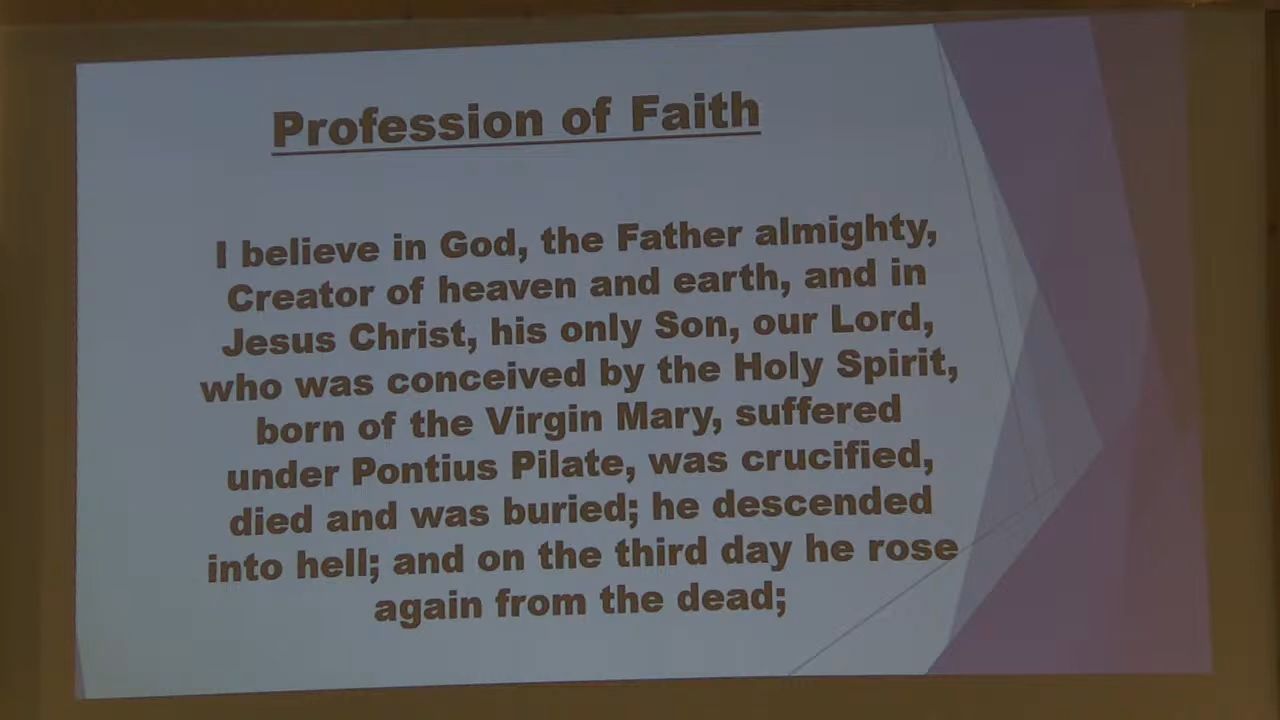 Profession of Faith
I believe in God, the Father almighty,
Creator of heaven and earth, and in
Jesus Christ, his only Son, our Lord,
who was conceived by the Holy Spirit,
born of the Virgin Mary, suffered
under Pontius Pilate, was crucified,
died and was buried; he descended
into hell; and on the third day he rose
again from the dead;